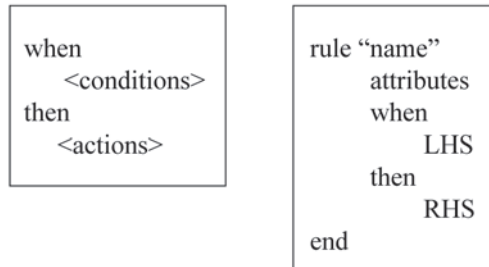 when
<conditions>
then
<actions>
rule “name”
attributes
when
LHS
then
RHS
end